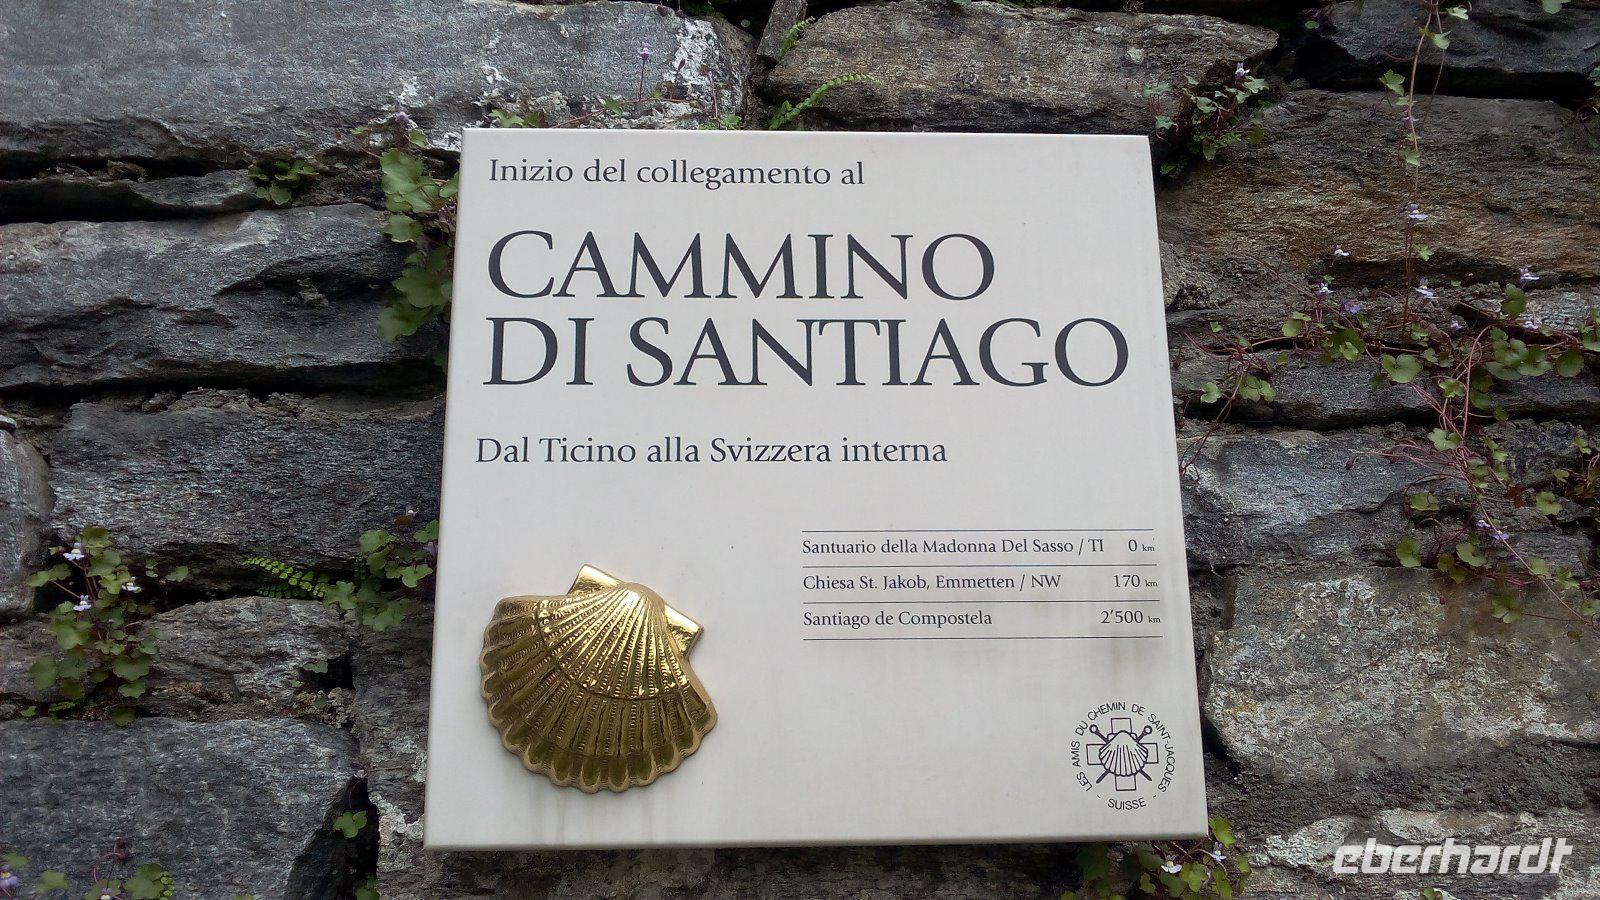 Inizio del collegamento al
CAMMINO
DI SANTIAGO
Dal Ticino alla Svizzera interna
Santuario della Madonna Del Sasso / TI 0 km
Chiesa St. Jakob, Emmetten / NW 170 km
Santiago de Compostela 2'500 km
LES AMIS DU CHEMIN DE SAINT-JACQUES - SUISSE -
eberhardt